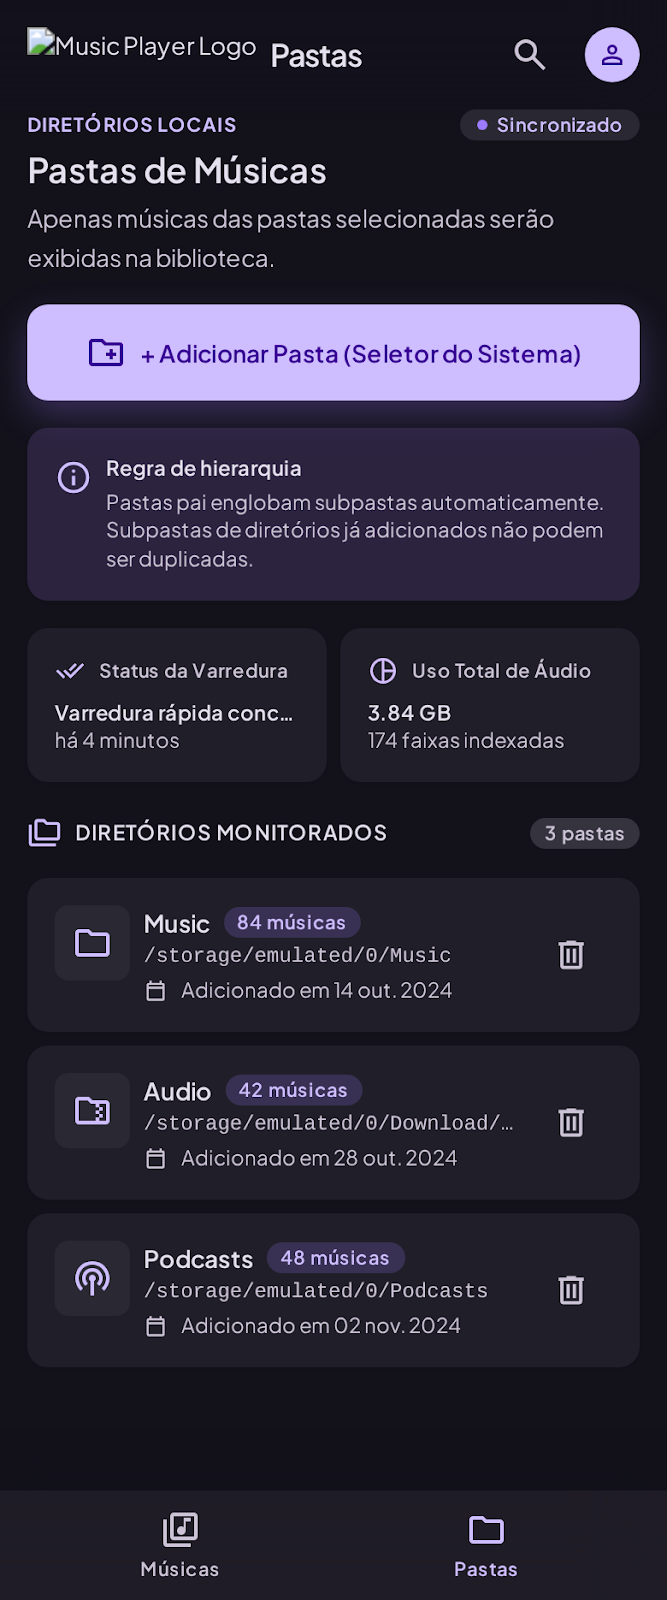 Music Player Logo
Pastas
DIRETÓRIOS LOCAIS
Sincronizado
Pastas de Músicas
Apenas músicas das pastas selecionadas serão
exibidas na biblioteca.
+ Adicionar Pasta (Seletor do Sistema)
Regra de hierarquia
Pastas pai englobam subpastas automaticamente.
Subpastas de diretórios já adicionados não podem
ser duplicadas.
Status da Varredura
Varredura rápida conc...
há 4 minutos
Uso Total de Áudio
3.84 GB
174 faixas indexadas
DIRETÓRIOS MONITORADOS
3 pastas
Music
84 músicas
/storage/emulated/0/Music
Adicionado em 14 out. 2024
Audio
42 músicas
/storage/emulated/0/Download/...
Adicionado em 28 out. 2024
Podcasts
48 músicas
/storage/emulated/0/Podcasts
Adicionado em 02 nov. 2024
Músicas
Pastas